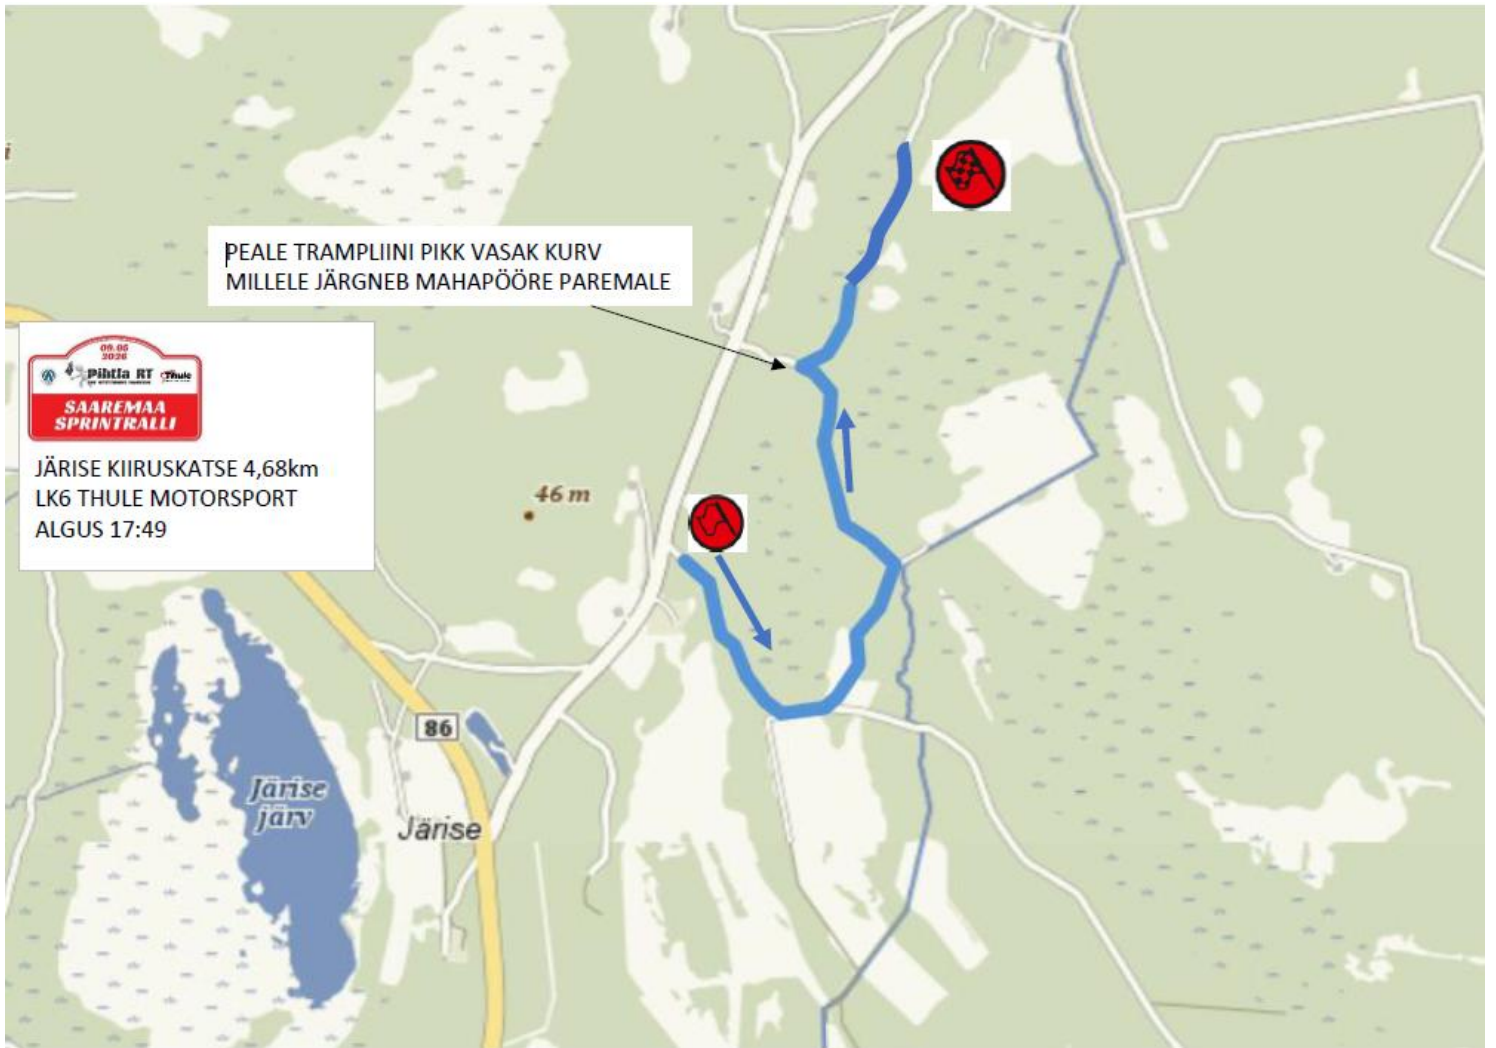 PEALE TRAMPLIINI PIKK VASAK KURV
MILLELE JÄRGNEB MAHAPÖÖRE PAREMALE
09.05
2026
Pihtla RT
Thule
SAAREMAA
SPRINTRALLI
JÄRISE KIIRUSKATSE 4,68km
LK6 THULE MOTORSPORT
ALGUS 17:49
46 m
86
Järise
järv
Järise